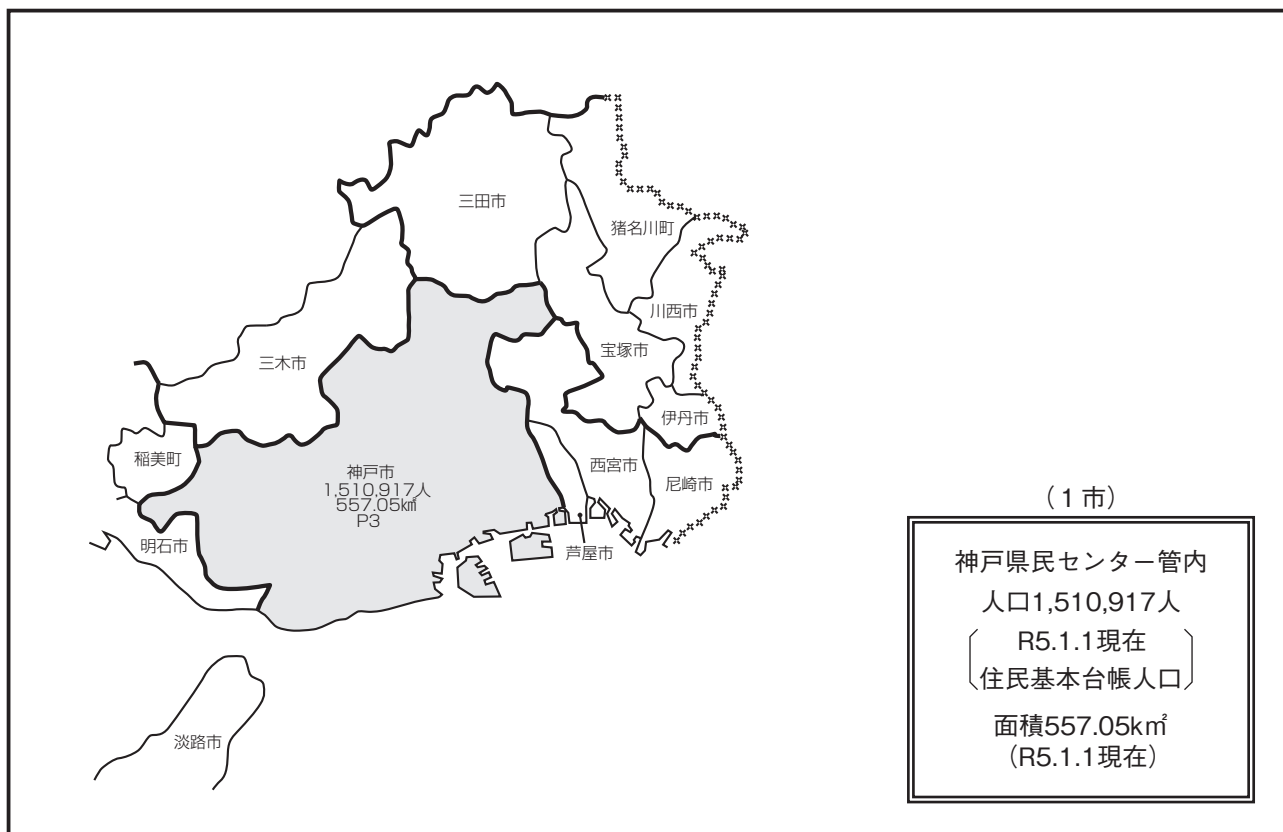 三田市
猪名川町
川西市
三木市
宝塚市
伊丹市
稲美町
神戸市
1,510,917人
557.05k㎡
P3
西宮市
尼崎市
明石市
芦屋市
淡路市
（1市）
神戸県民センター管内
人口1,510,917人
R5.1.1現在
住民基本台帳人口
面積557.05k㎡
（R5.1.1現在）